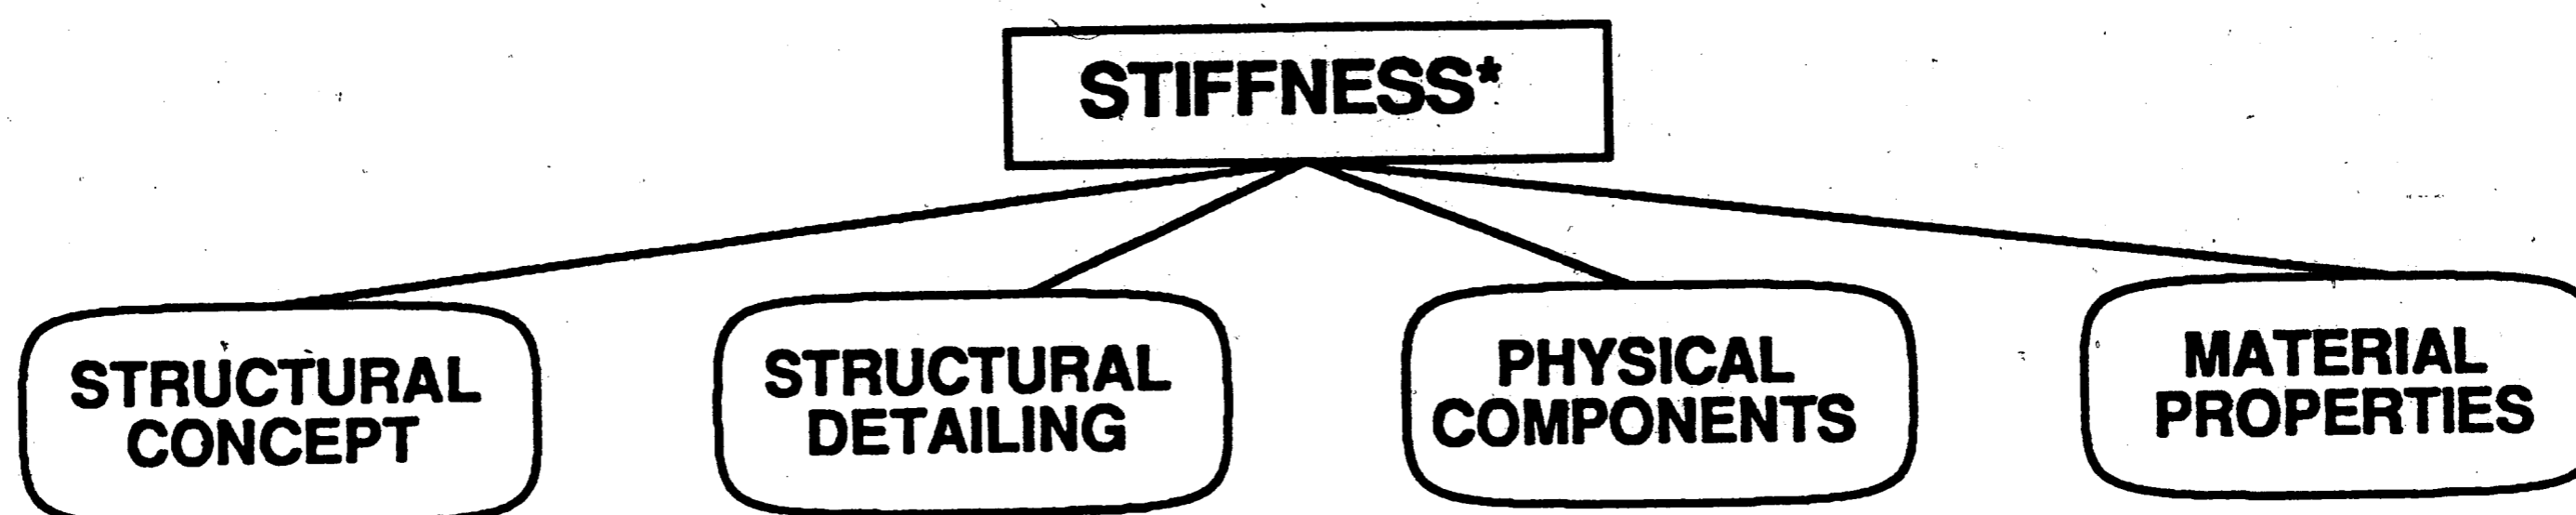 STIFFNESS*
STRUCTURAL
CONCEPT
STRUCTURAL
DETAILING
PHYSICAL
COMPONENTS
MATERIAL
PROPERTIES